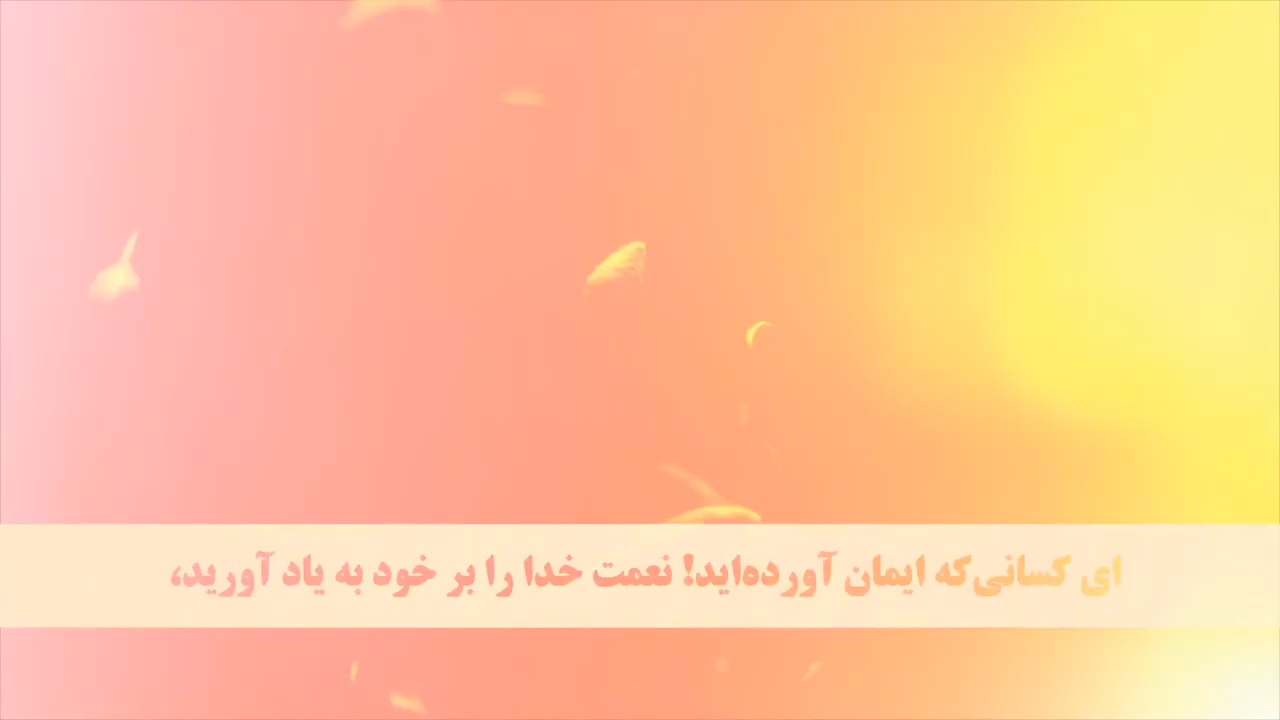 ای کسانی‌که ایمان آورده‌اید! نعمت خدا را بر خود به یاد آورید،